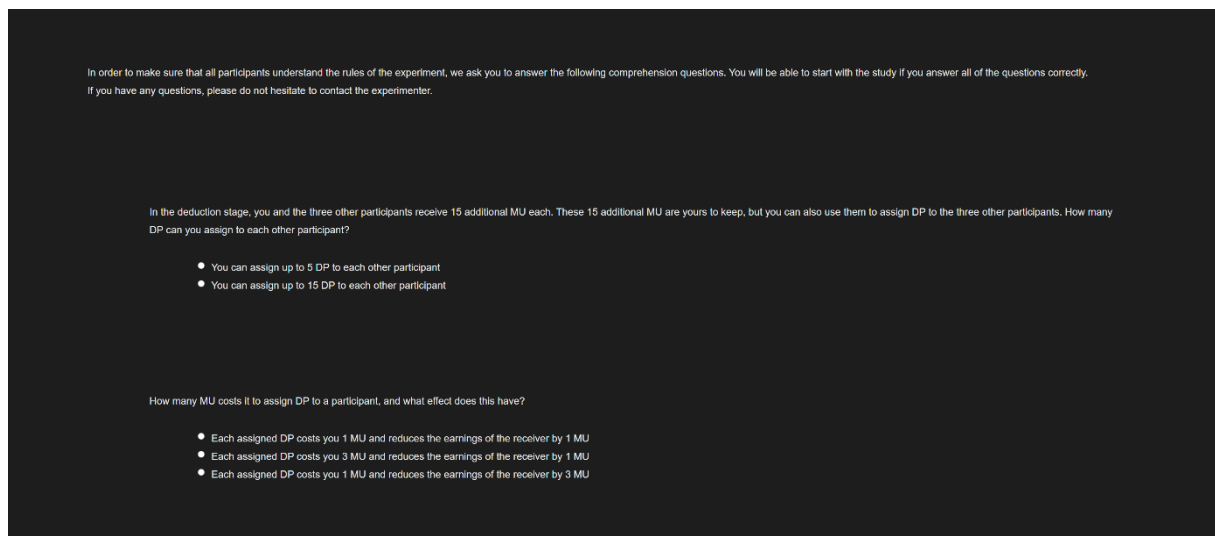 In order to make sure that all participants understand the rules of the experiment, we ask you to answer the following comprehension questions. You will be able to start with the study if you answer all of the questions correctly.
If you have any questions, please do not hesitate to contact the experimenter.
In the deduction stage, you and the three other participants receive 15 additional MU each. These 15 additional MU are yours to keep, but you can also use them to assign DP to the three other participants. How many
DP can you assign to each other participant?
You can assign up to 5 DP to each other participant
You can assign up to 15 DP to each other participant
How many MU costs it to assign DP to a participant, and what effect does this have?
Each assigned DP costs you 1 MU and reduces the earnings of the receiver by 1 MU
Each assigned DP costs you 3 MU and reduces the earnings of the receiver by 1 MU
Each assigned DP costs you 1 MU and reduces the earnings of the receiver by 3 MU